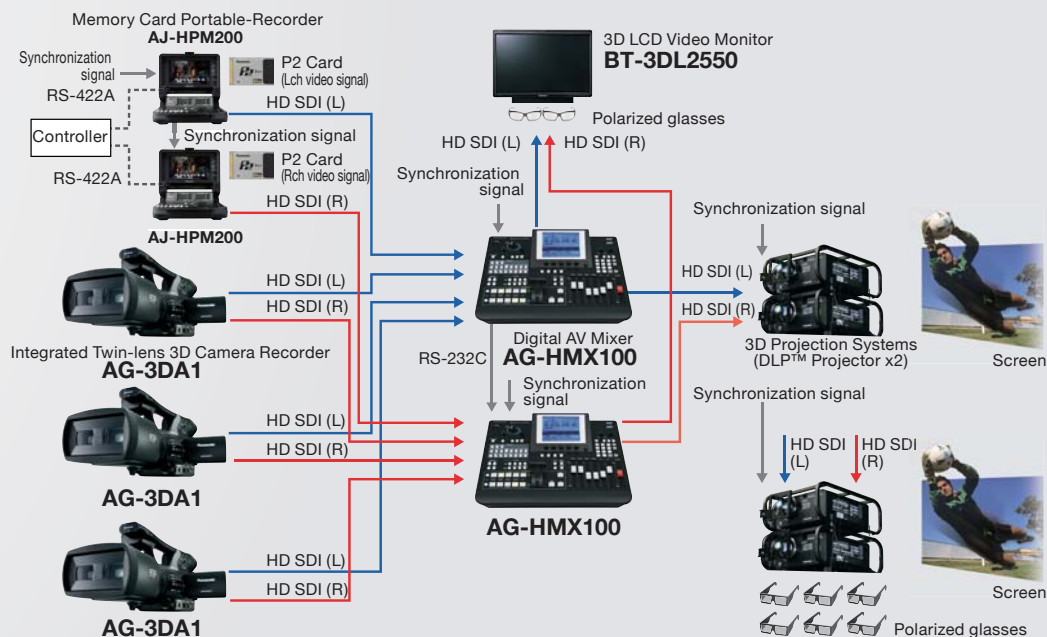 Memory Card Portable-Recorder
AJ-HPM200
Synchronization
signal
P2 Card
(Lch video signal)
RS-422A
HD SDI (L)
Controller
Synchronization signal
P2 Card
(Rch video signal)
RS-422A
HD SDI (R)
AJ-HPM200
3D LCD Video Monitor
BT-3DL2550
Polarized glasses
HD SDI (L)
HD SDI (R)
Synchronization
signal
HD SDI (L)
HD SDI (R)
Integrated Twin-lens 3D Camera Recorder
AG-3DA1
Digital AV Mixer
AG-HMX100
RS-232C
Synchronization
signal
Synchronization signal
HD SDI (L)
HD SDI (R)
3D Projection Systems
(DLP™ Projector x2)
Screen
HD SDI (L)
HD SDI (R)
AG-3DA1
AG-HMX100
Synchronization signal
HD SDI
(L)
HD SDI
(R)
Screen
HD SDI (L)
HD SDI (R)
AG-3DA1
Polarized glasses